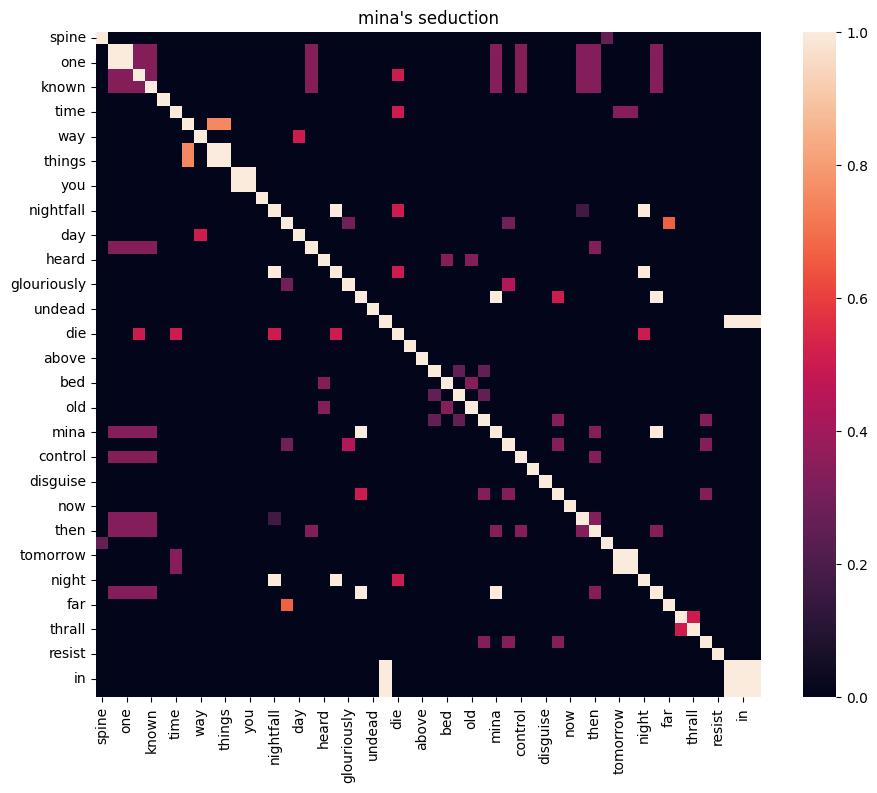 mina's seduction
spine
one
known
time
way
things
you
nightfall
day
heard
glouriously
undead
die
above
bed
old
mina
control
disguise
now
then
tomorrow
night
far
thrall
resist
in
1.0
0.8
0.6
0.4
0.2
0.0
spine
one
known
time
way
things
you
nightfall
day
heard
glouriously
undead
die
above
bed
old
mina
control
disguise
now
then
tomorrow
night
far
thrall
resist
in